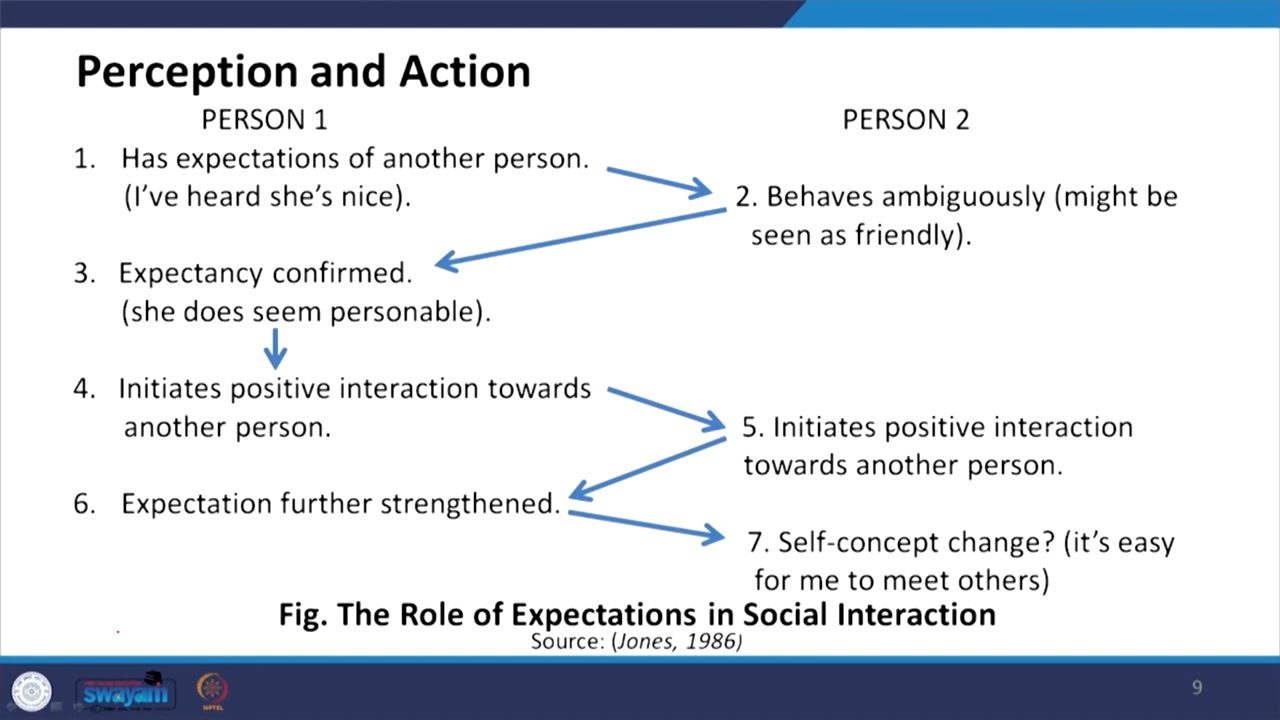 Perception and Action
PERSON 1
PERSON 2
1. Has expectations of another person.
(I've heard she's nice).
2. Behaves ambiguously (might be
seen as friendly).
3. Expectancy confirmed.
(she does seem personable).
4. Initiates positive interaction towards
another person.
5. Initiates positive interaction
towards another person.
6. Expectation further strengthened.
7. Self-concept change? (it's easy
for me to meet others)
Fig. The Role of Expectations in Social Interaction
Source: (Jones, 1986)
swayam
NPTEL
9